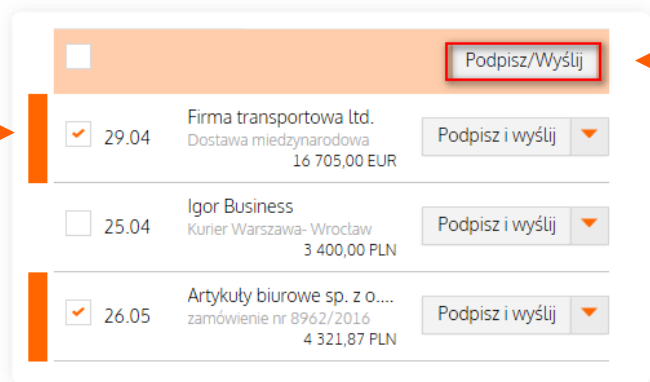 Podpisz/Wyślij
29.04
Firma transportowa ltd.
Dostawa miedzynarodowa
16 705,00 EUR
Podpisz i wyślij
25.04
Igor Business
Kurier Warszawa- Wrocław
3 400,00 PLN
Podpisz i wyślij
26.05
Artykuły biurowe sp. z o....
zamówienie nr 8962/2016
4 321,87 PLN
Podpisz i wyślij